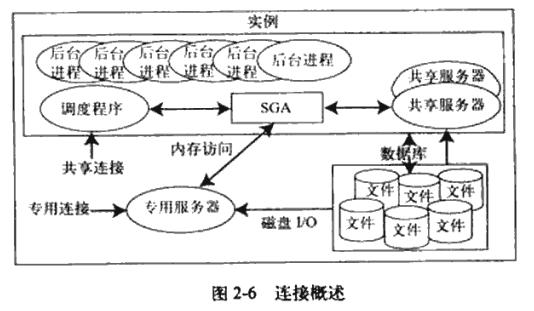 实例
后台
进程
后台
进程
后台
进程
后台
进程
后台
进程
后台进程
调度程序
SGA
共享服务器
共享服务器
共享连接
内存访问
数据库
专用连接
专用服务器
磁盘 I/O
文件
文件
文件
文件
文件
文件
图 2-6 连接概述